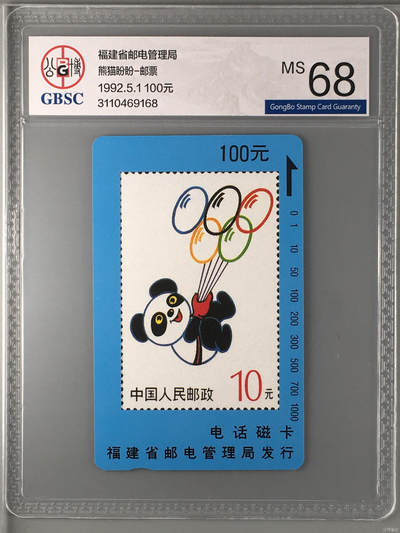 公博
G
GBSC
福建省邮电管理局
熊猫盼盼-邮票
1992.5.1 100元
3110469168
MS 68
GongBo Stamp Card Guaranty
100元
0
1
10
50
100
200
300
500
700
1000
中国人民邮政
10元
电话磁卡
福建省邮电管理局发行